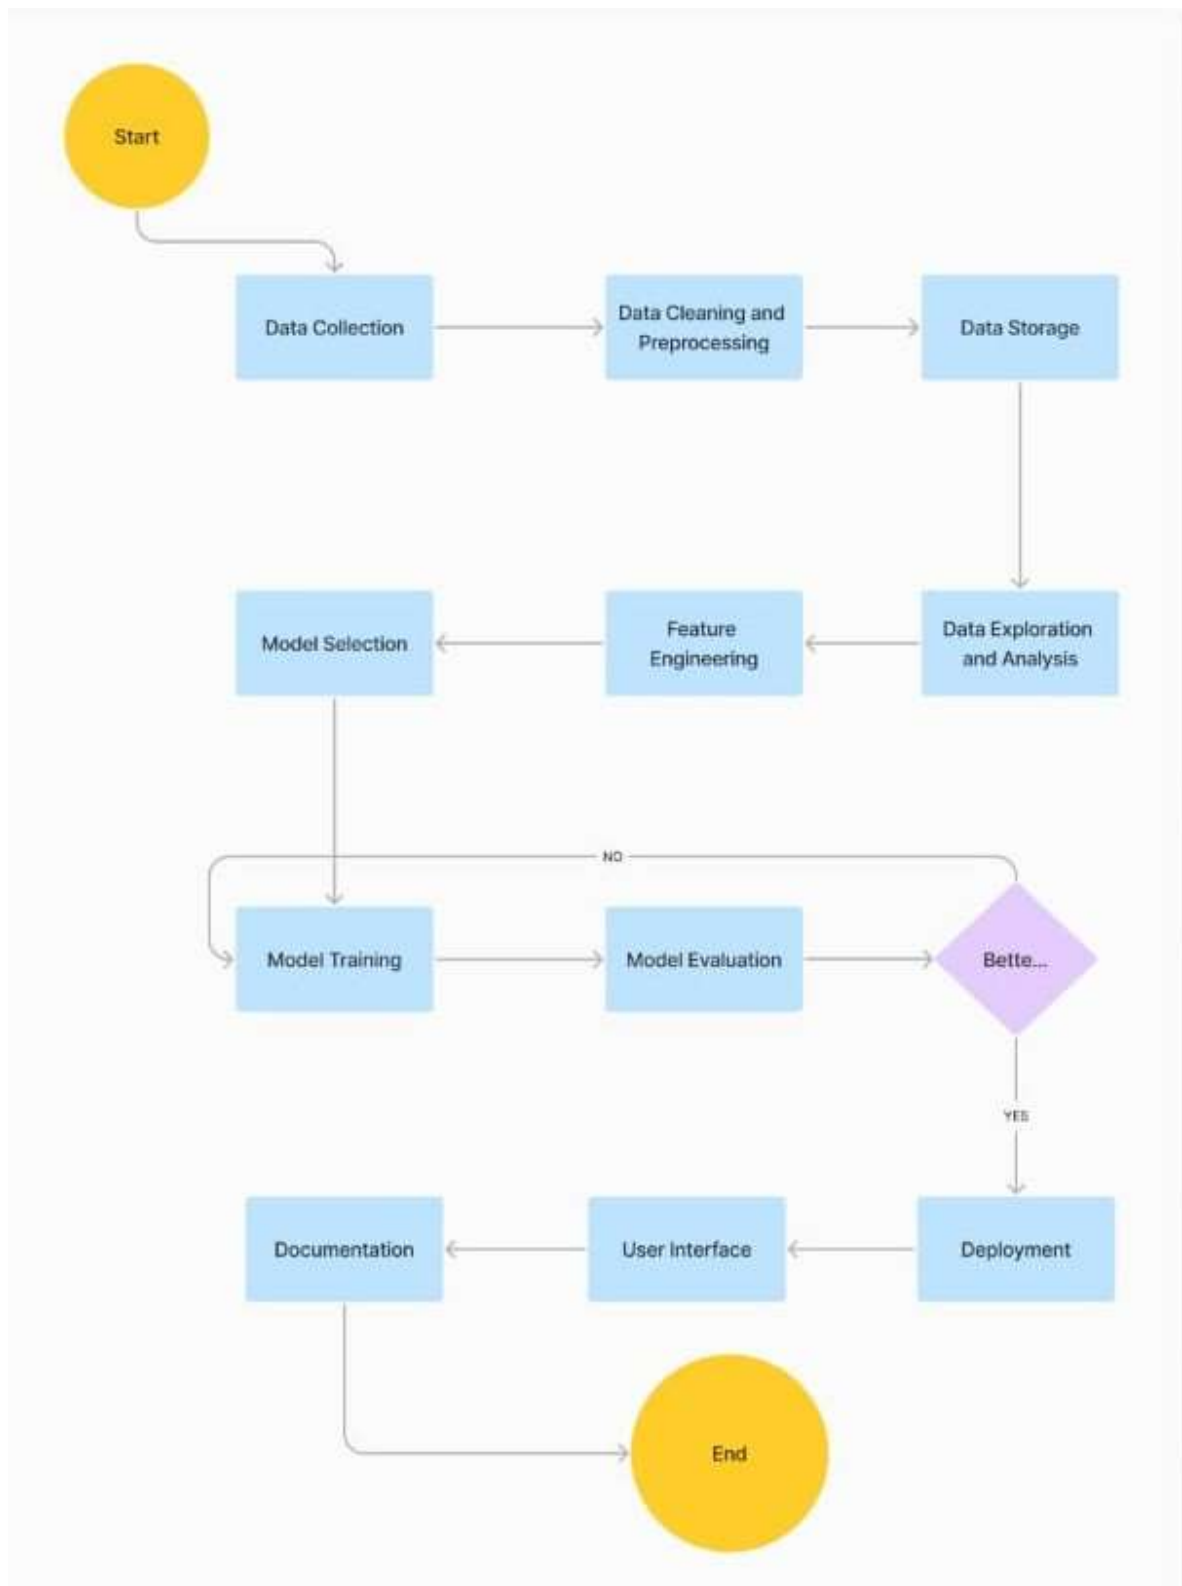 Start
Data Collection
Data Cleaning and
Preprocessing
Data Storage
Data Exploration
and Analysis
Feature
Engineering
Model Selection
NO
Model Training
Model Evaluation
Bette...
YES
Deployment
User Interface
Documentation
End